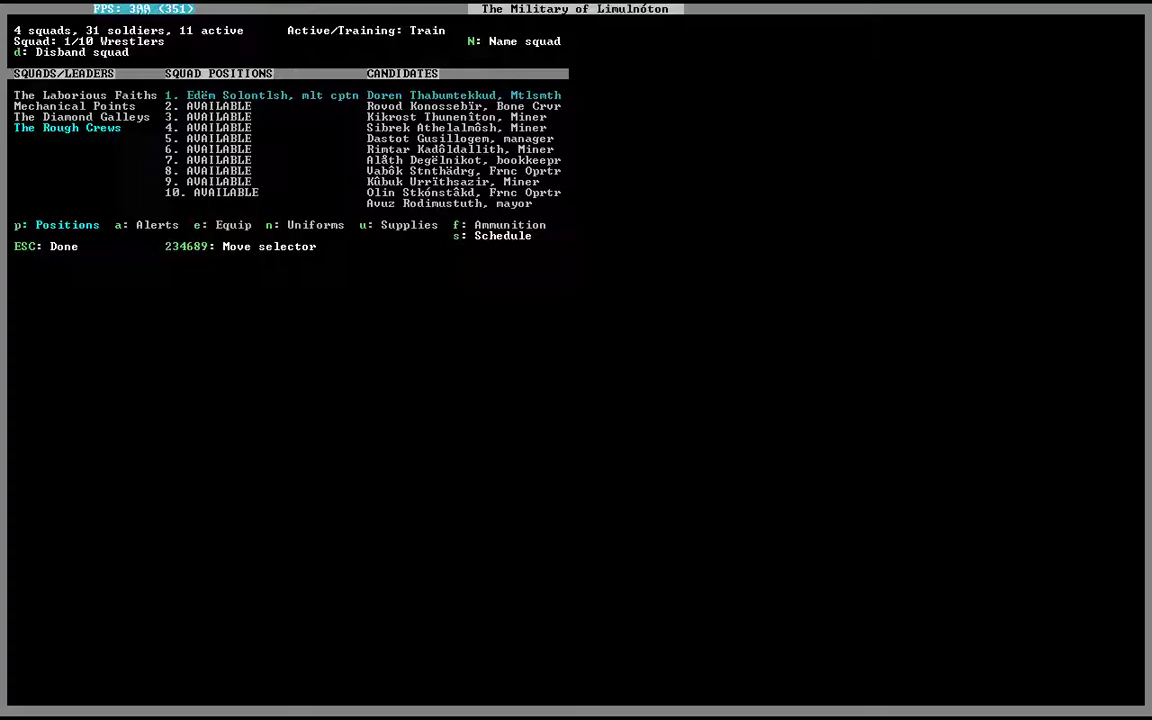 FPS: 300 (351) The Military of Limulnóton
4 squads, 31 soldiers, 11 active Active/Training: Train
Squad: 1/10 Wrestlers N: Name squad
d: Disband squad
SQUADS/LEADERS SQUAD POSITIONS CANDIDATES
The Laborious Faiths 1. Edëm Solontlsh, mlt cptn Doren Thabumtekkud, Mtlsmth
Mechanical Points 2. AVAILABLE Rovod Konossebïr, Bone Crvr
The Diamond Galleys 3. AVAILABLE Kikrost Thunenîton, Miner
The Rough Crews 4. AVAILABLE Sibrek Athelalmôsh, Miner
5. AVAILABLE Dastot Gusillogem, manager
6. AVAILABLE Rimtar Kadôldallith, Miner
7. AVAILABLE Alåth Degëlnikot, bookkeepr
8. AVAILABLE Vabôk Stnthädrg, Frnc Oprtr
9. AVAILABLE Kûbuk Urrïthsazir, Miner
10. AVAILABLE Olin Stkónstâkd, Frnc Oprtr
Avuz Rodimustuth, mayor
p: Positions a: Alerts e: Equip n: Uniforms u: Supplies f: Ammunition
s: Schedule
ESC: Done 234689: Move selector